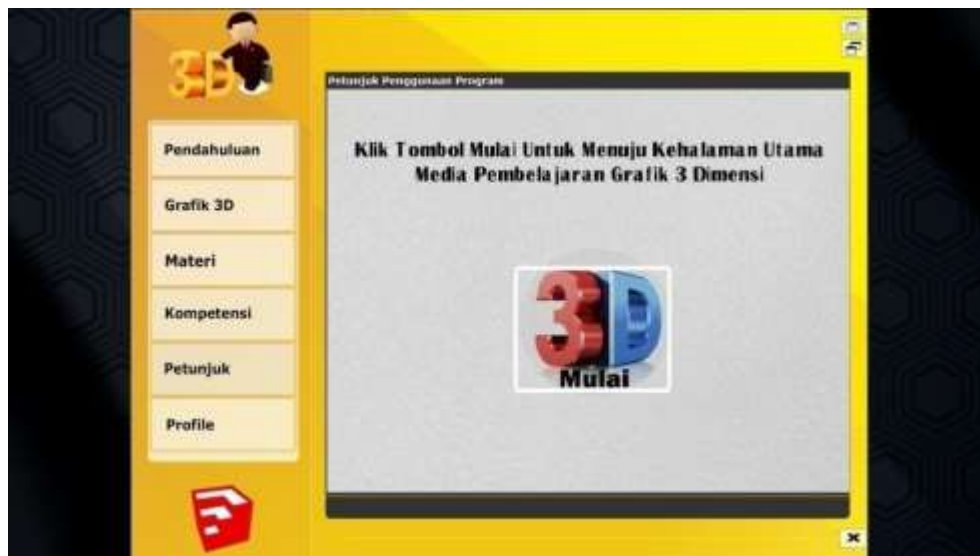 3D
Pendahuluan
Grafik 3D
Materi
Kompetensi
Petunjuk
Profile
Petunjuk Penggunaan Program
Klik Tombol Mulai Untuk Menuju Kehalaman Utama
Media Pembelajaran Grafik 3 Dimensi
3D
Mulai